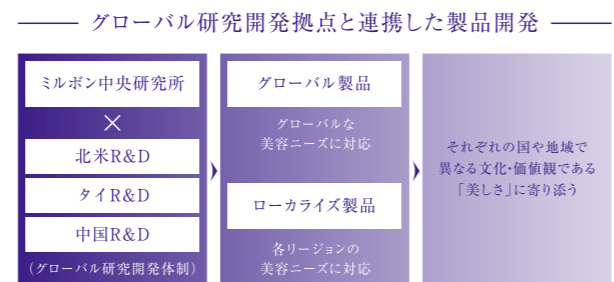 グローバル研究開発拠点と連携した製品開発
ミルボン中央研究所
×
北米R&D
タイR&D
中国R&D
(グローバル研究開発体制)
グローバル製品
グローバルな
美容ニーズに対応
ローカライズ製品
各リージョンの
美容ニーズに対応
それぞれの国や地域で
異なる文化・価値観である
「美しさ」に寄り添う